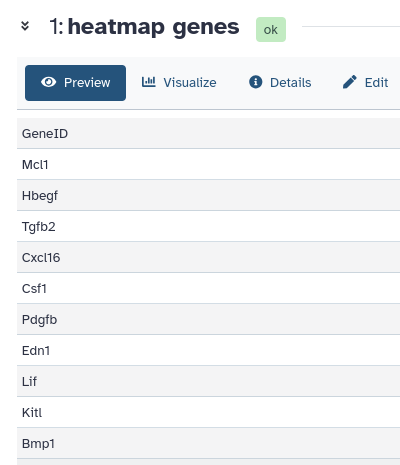 1: heatmap genes ok
Preview Visualize Details Edit
GeneID
Mcl1
Hbegf
Tgfb2
Cxcl16
Csf1
Pdgfb
Edn1
Lif
Kitl
Bmp1